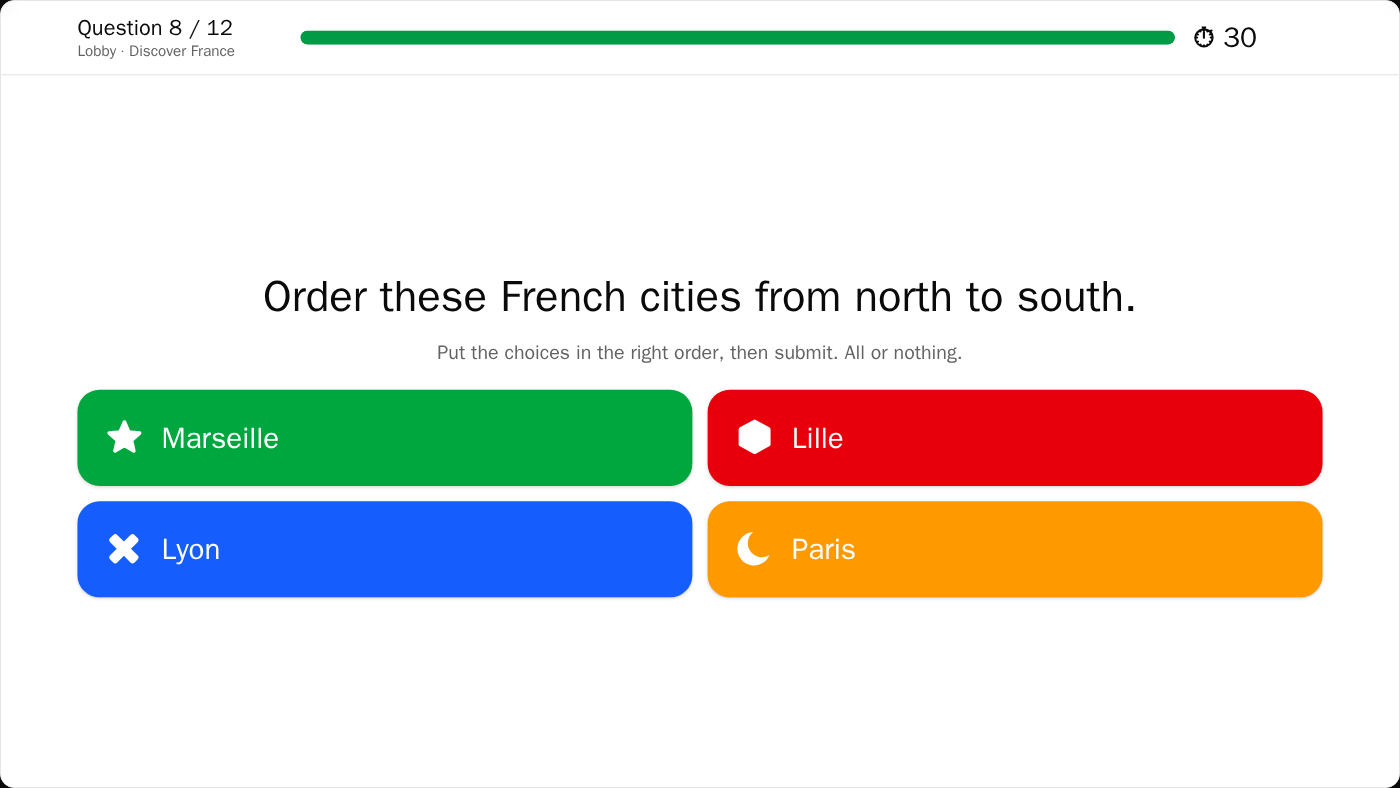 Question 8 / 12
Lobby · Discover France
30
Order these French cities from north to south.
Put the choices in the right order, then submit. All or nothing.
Marseille
Lille
Lyon
Paris